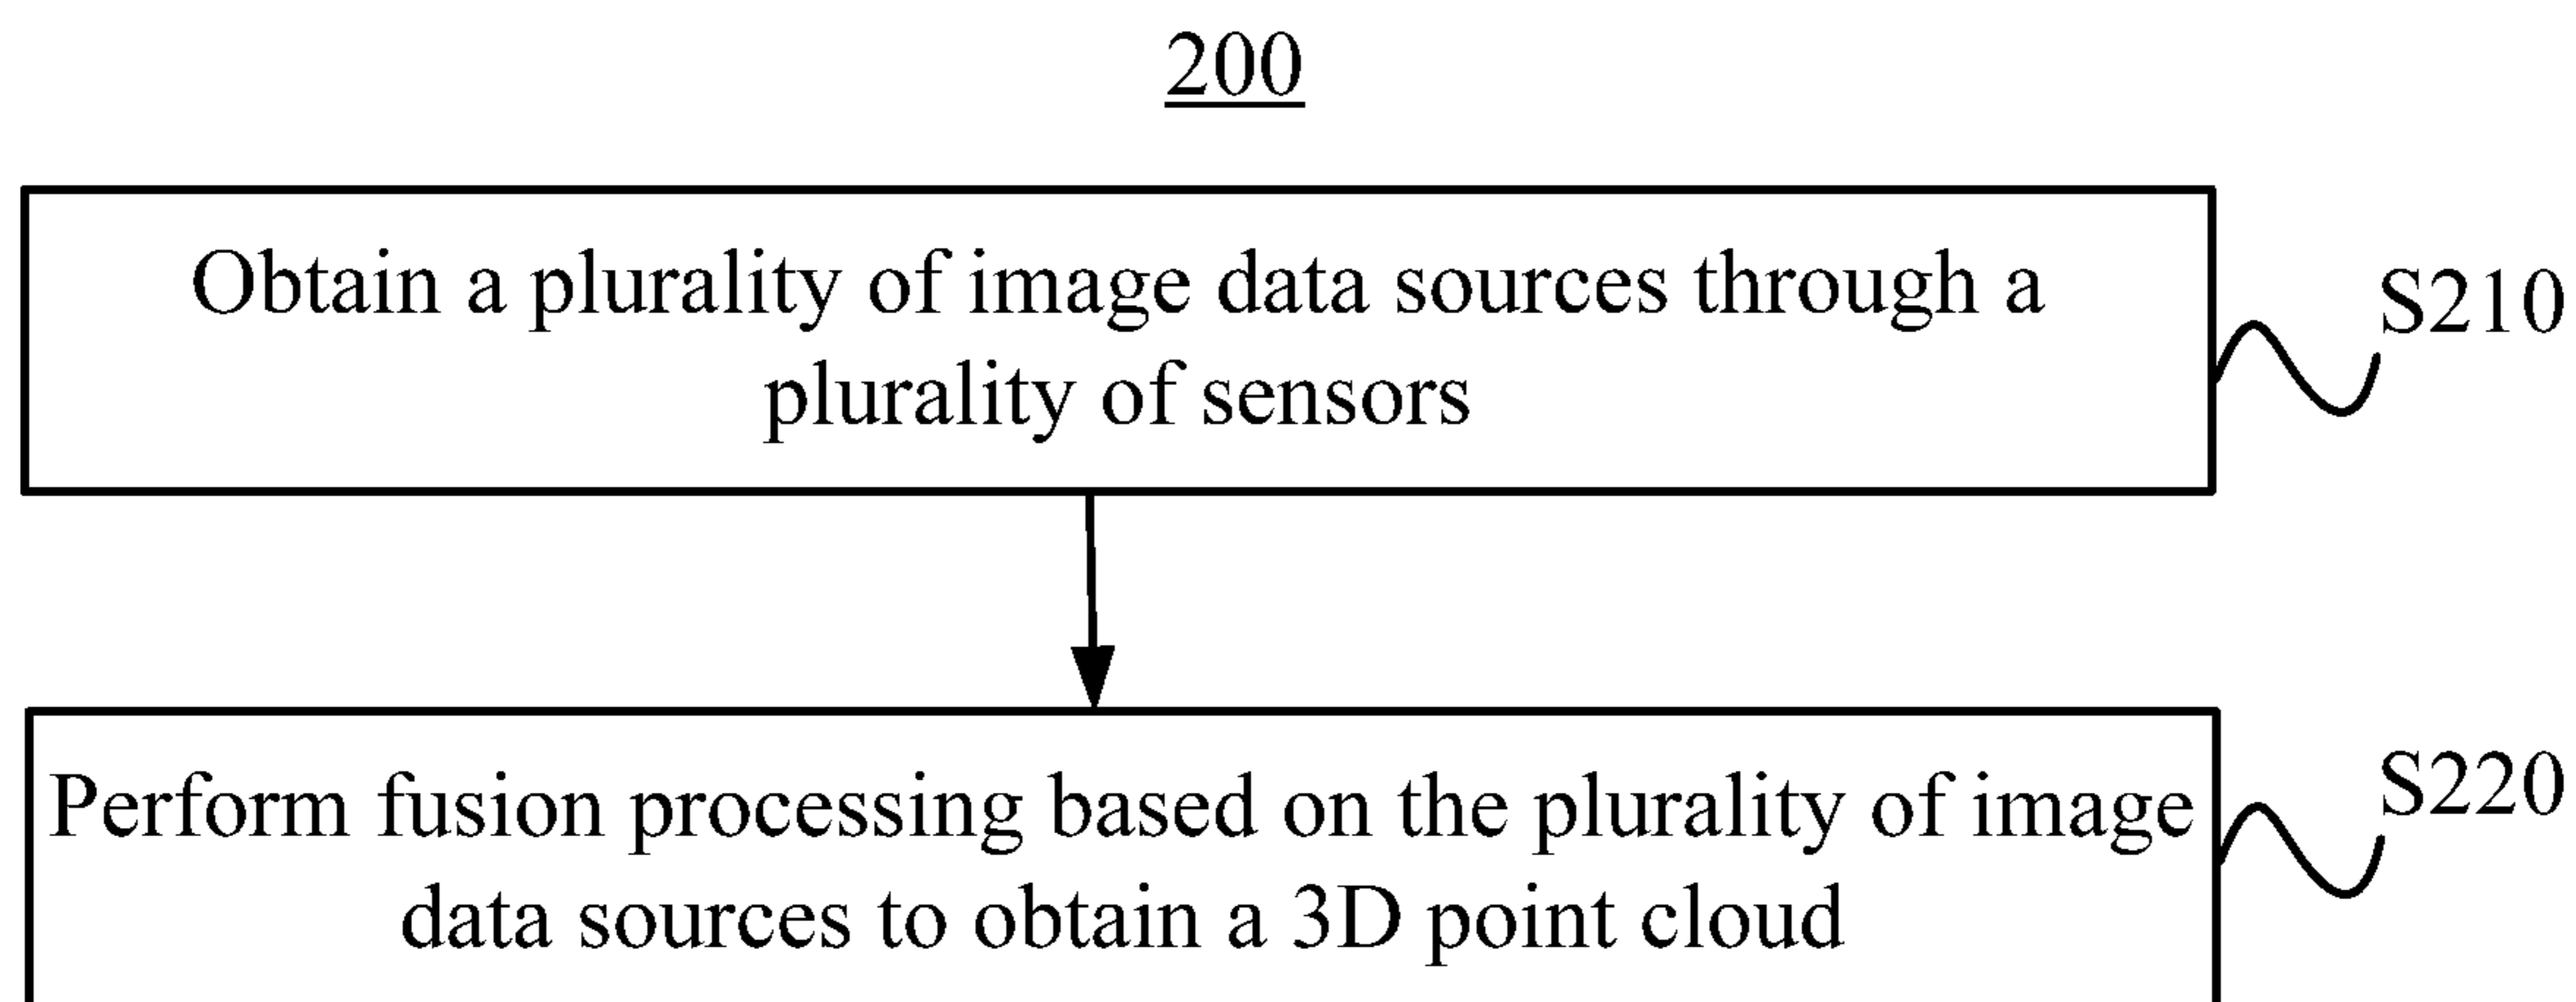 200
Obtain a plurality of image data sources through a
plurality of sensors
S210
Perform fusion processing based on the plurality of image
data sources to obtain a 3D point cloud
S220